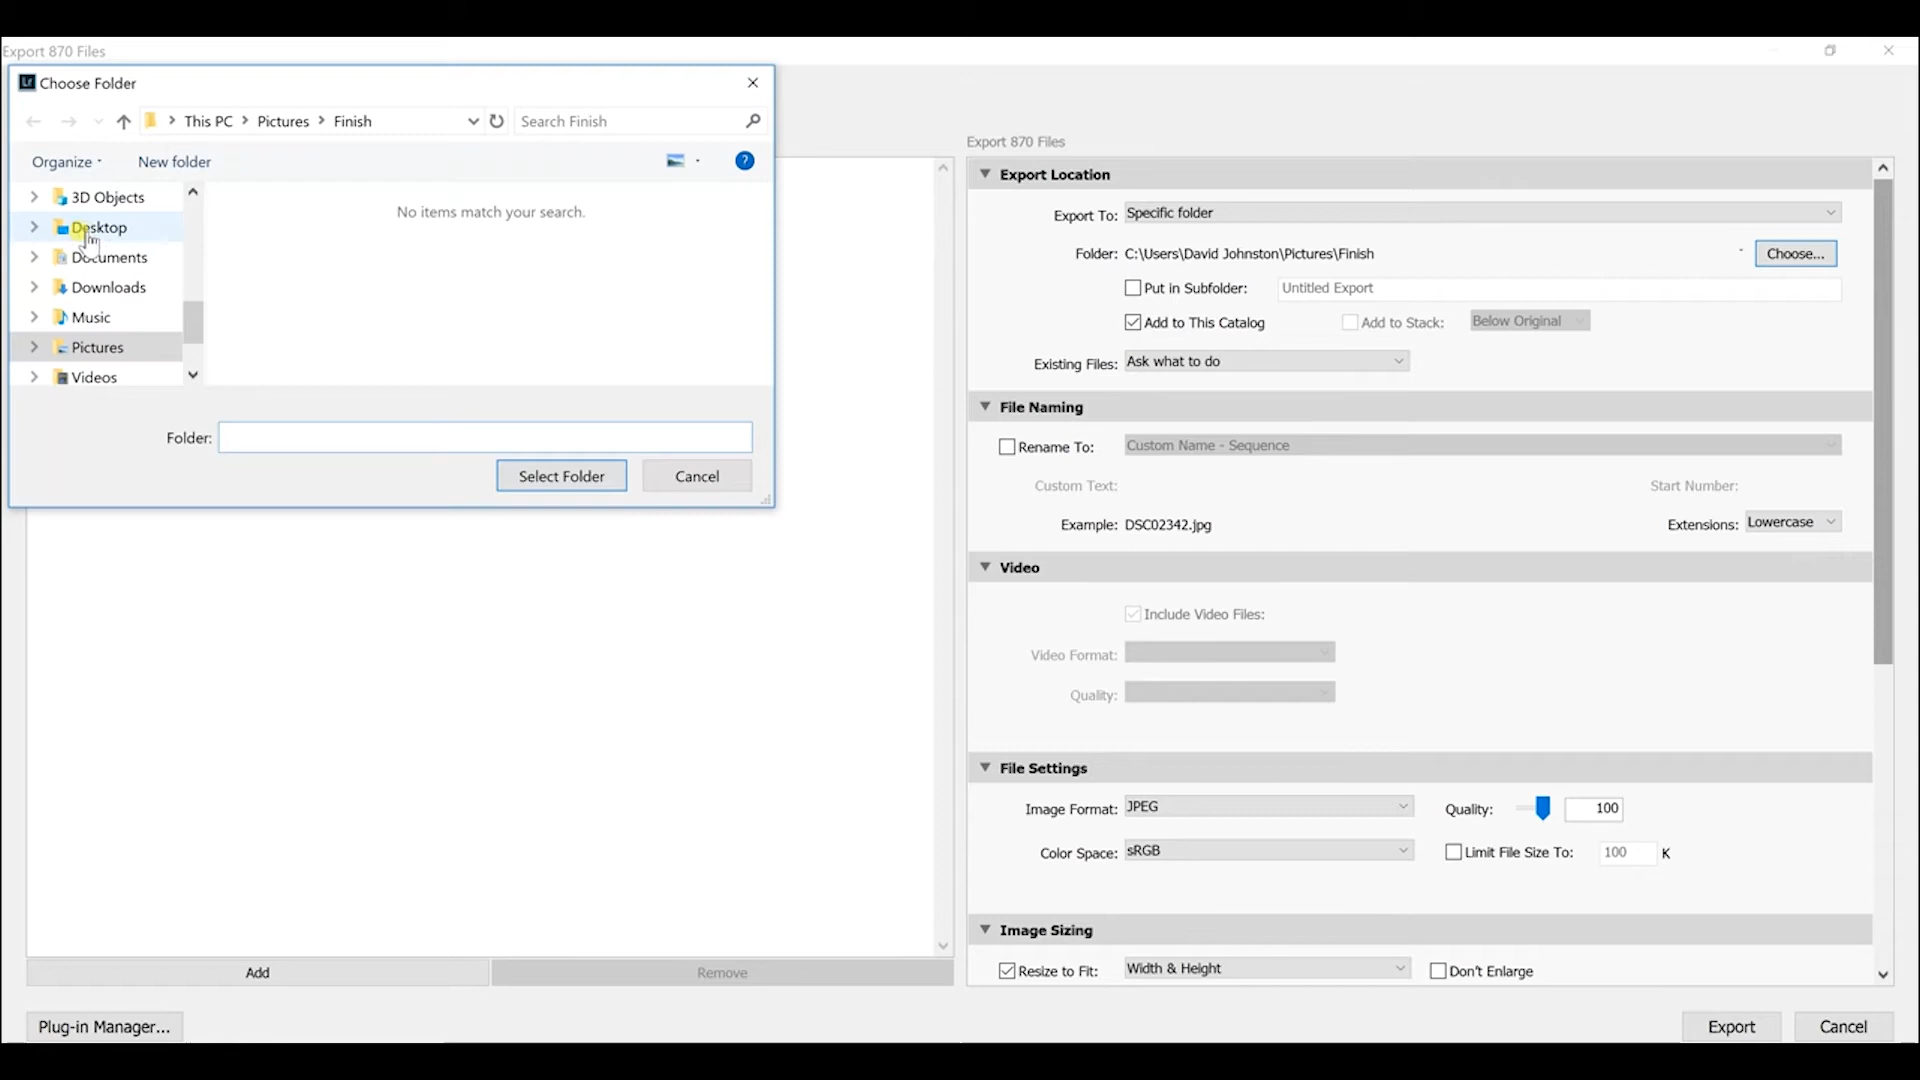 Export 870 Files
Lr Choose Folder
This PC > Pictures > Finish
Search Finish
Organize
New folder
?
3D Objects
Desktop
Documents
Downloads
Music
Pictures
Videos
No items match your search.
Folder:
Select Folder
Cancel
Add
Remove
Plug-in Manager...
Export 870 Files
Export Location
Export To: Specific folder
Folder: C:\Users\David Johnston\Pictures\Finish
Choose...
Put in Subfolder: Untitled Export
Add to This Catalog
Add to Stack: Below Original
Existing Files: Ask what to do
File Naming
Rename To: Custom Name - Sequence
Custom Text:
Start Number:
Example: DSC02342.jpg
Extensions: Lowercase
Video
Include Video Files:
Video Format:
Quality:
File Settings
Image Format: JPEG
Quality: 100
Color Space: sRGB
Limit File Size To: 100 K
Image Sizing
Resize to Fit: Width & Height
Don't Enlarge
Export
Cancel